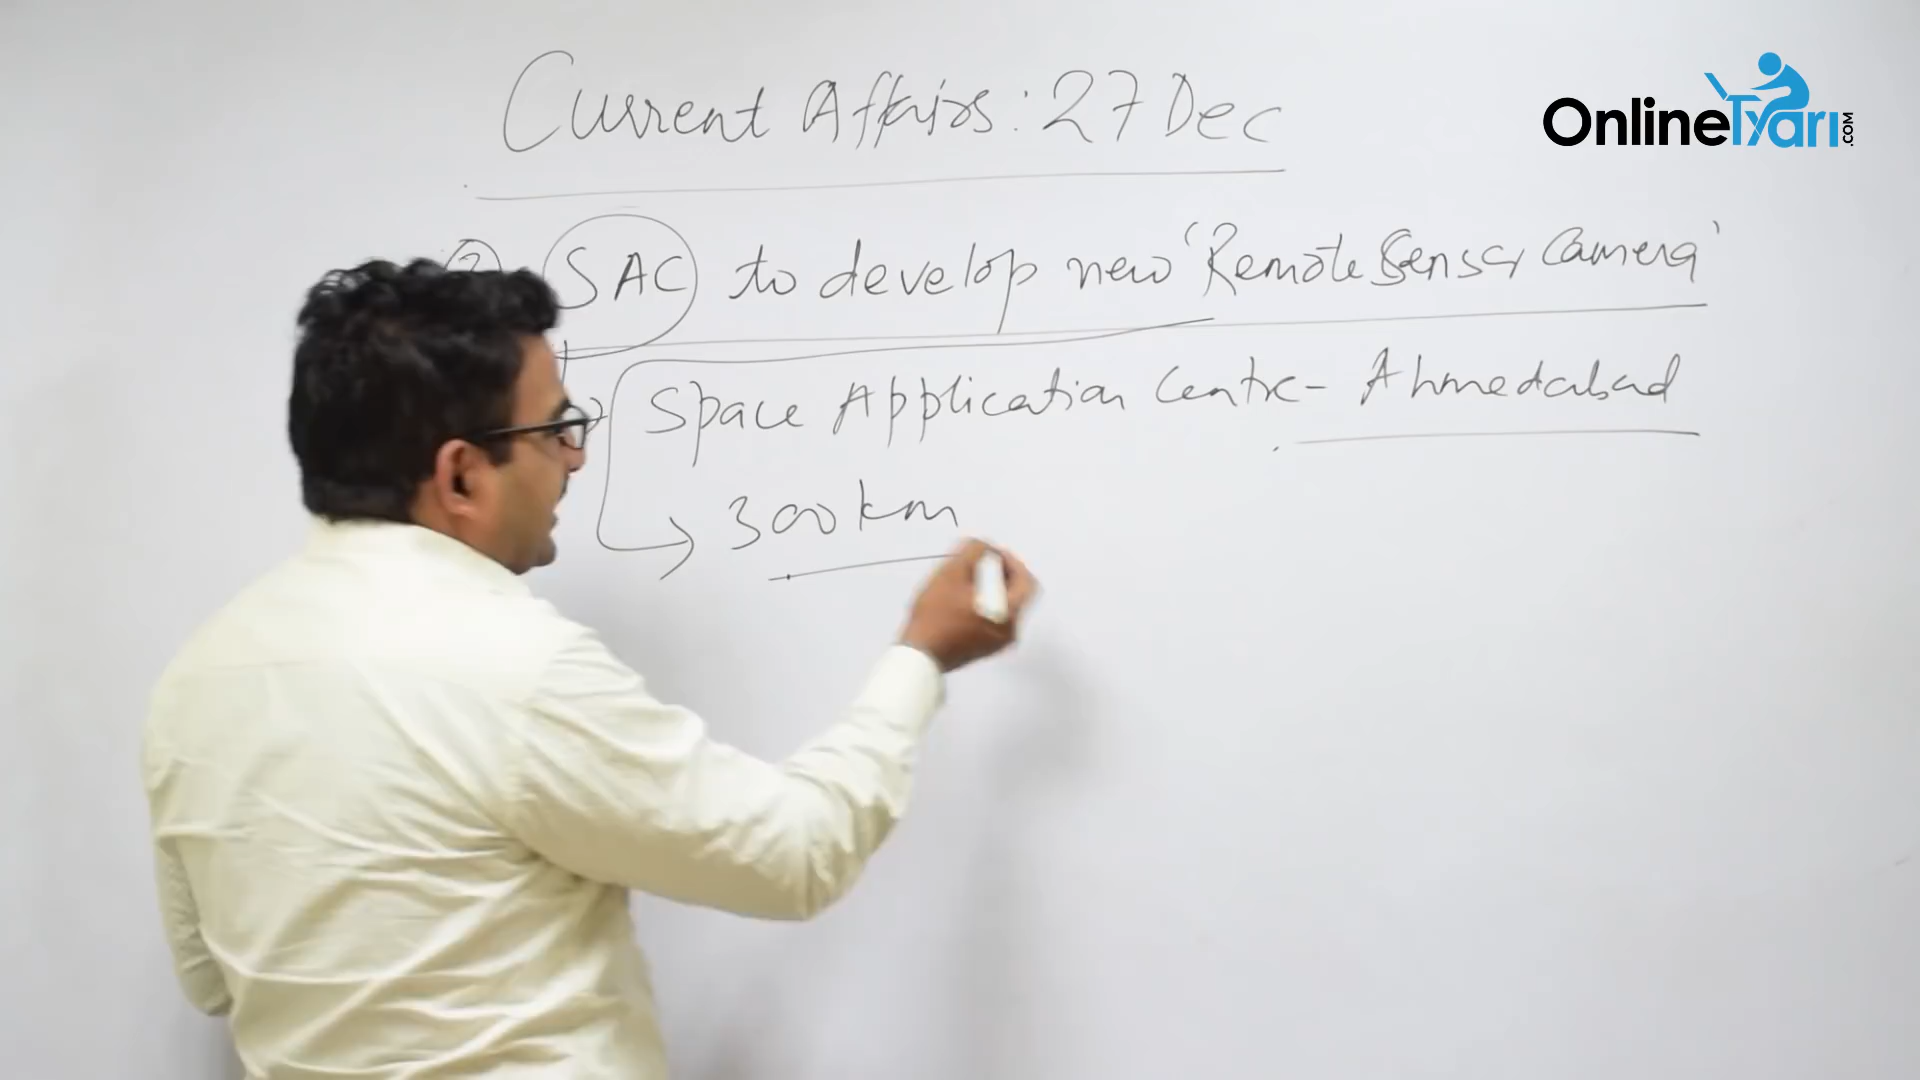 Current Affairs: 27 Dec
OnlineTyari.com
SAC to develop new 'Remote Sensor Camera'
Space Application Centre - Ahmedabad
→ 300 km